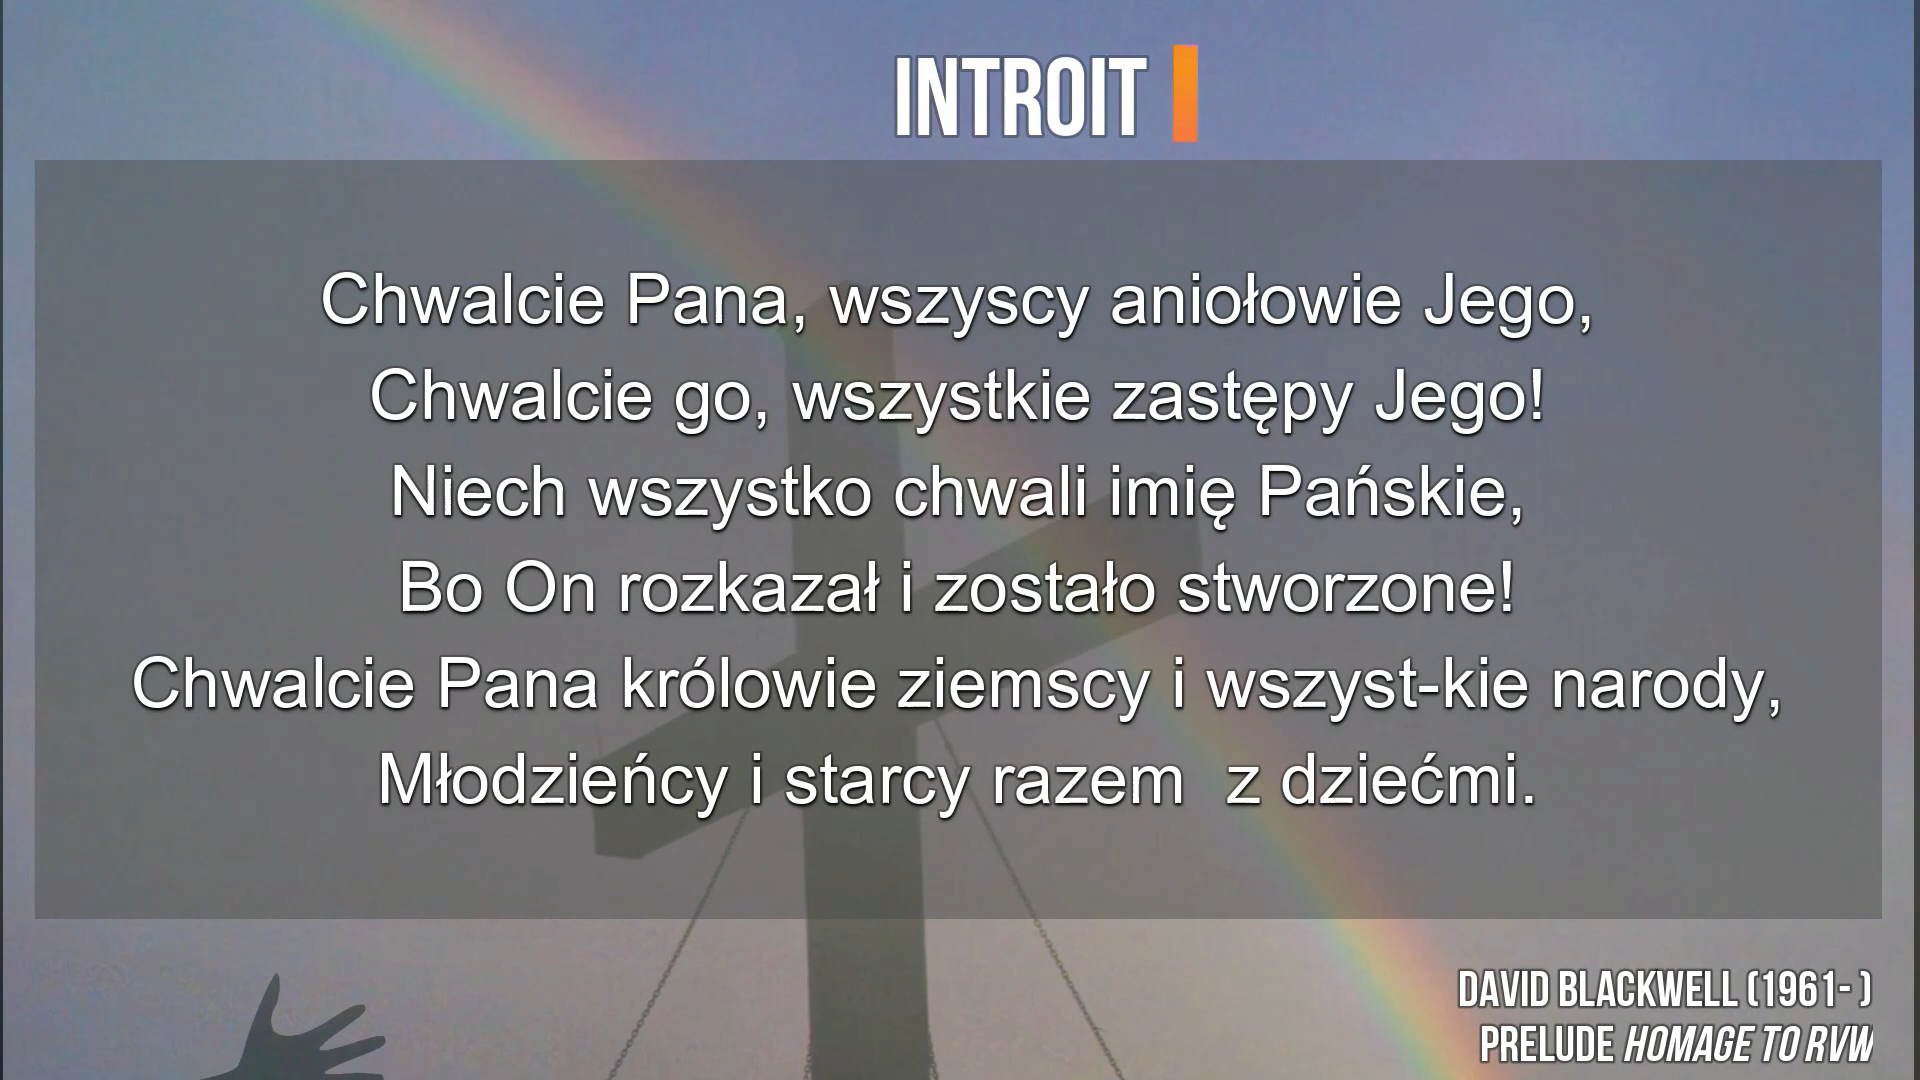 INTROIT
Chwalcie Pana, wszyscy aniołowie Jego,
Chwalcie go, wszystkie zastępy Jego!
Niech wszystko chwali imię Pańskie,
Bo On rozkazał i zostało stworzone!
Chwalcie Pana królowie ziemscy i wszyst-kie narody,
Młodzieńcy i starcy razem  z dziećmi.
DAVID BLACKWELL (1961- )
PRELUDE HOMAGE TO RVW